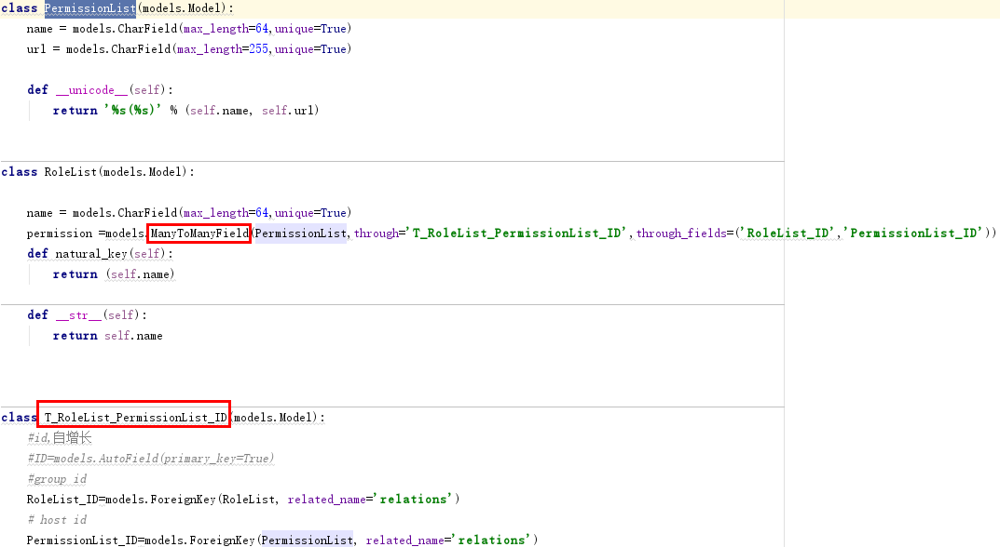 class PermissionList(models.Model):
name = models.CharField(max_length=64,unique=True)
url = models.CharField(max_length=255,unique=True)
def __unicode__(self):
return '%s(%s)' % (self.name, self.url)
class RoleList(models.Model):
name = models.CharField(max_length=64,unique=True)
permission =models.ManyToManyField(PermissionList,through='T_RoleList_PermissionList_ID',through_fields=('RoleList_ID','PermissionList_ID'))
def natural_key(self):
return (self.name)
def __str__(self):
return self.name
class T_RoleList_PermissionList_ID(models.Model):
#id,自增长
#ID=models.AutoField(primary_key=True)
#group id
RoleList_ID=models.ForeignKey(RoleList, related_name='relations')
# host id
PermissionList_ID=models.ForeignKey(PermissionList, related_name='relations')